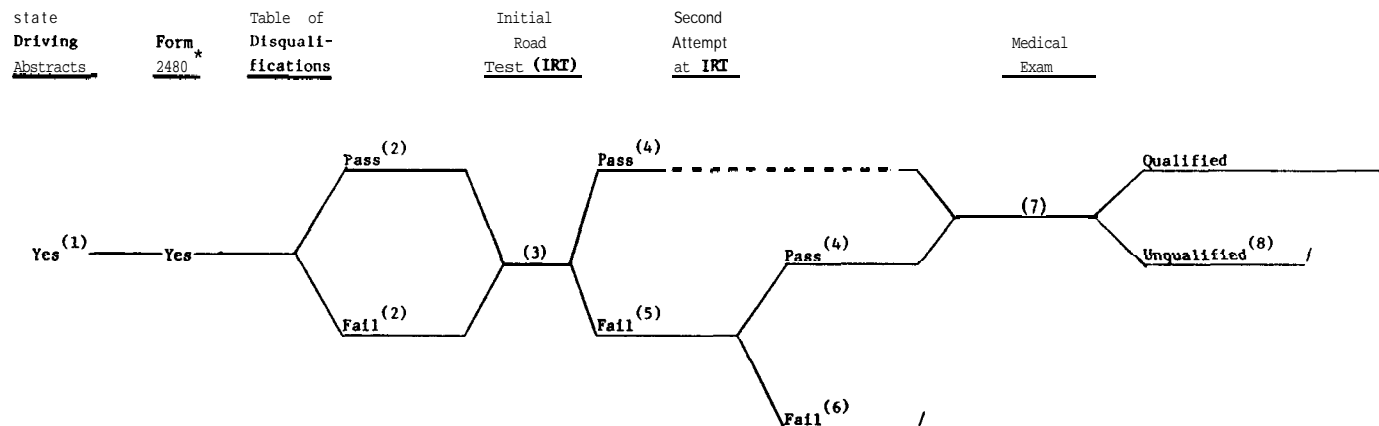 state Table of Initial Second
Driving Form Disquali- Road Attempt Medical
Abstracts 2480* fications Test (IRT) at IRT Exam
Pass(2) Pass(4) Qualified
(7)
Yes(1) Yes (3) Pass(4) Unqualified(8) /
Fail(2) Fail(5)
Fail(6) /